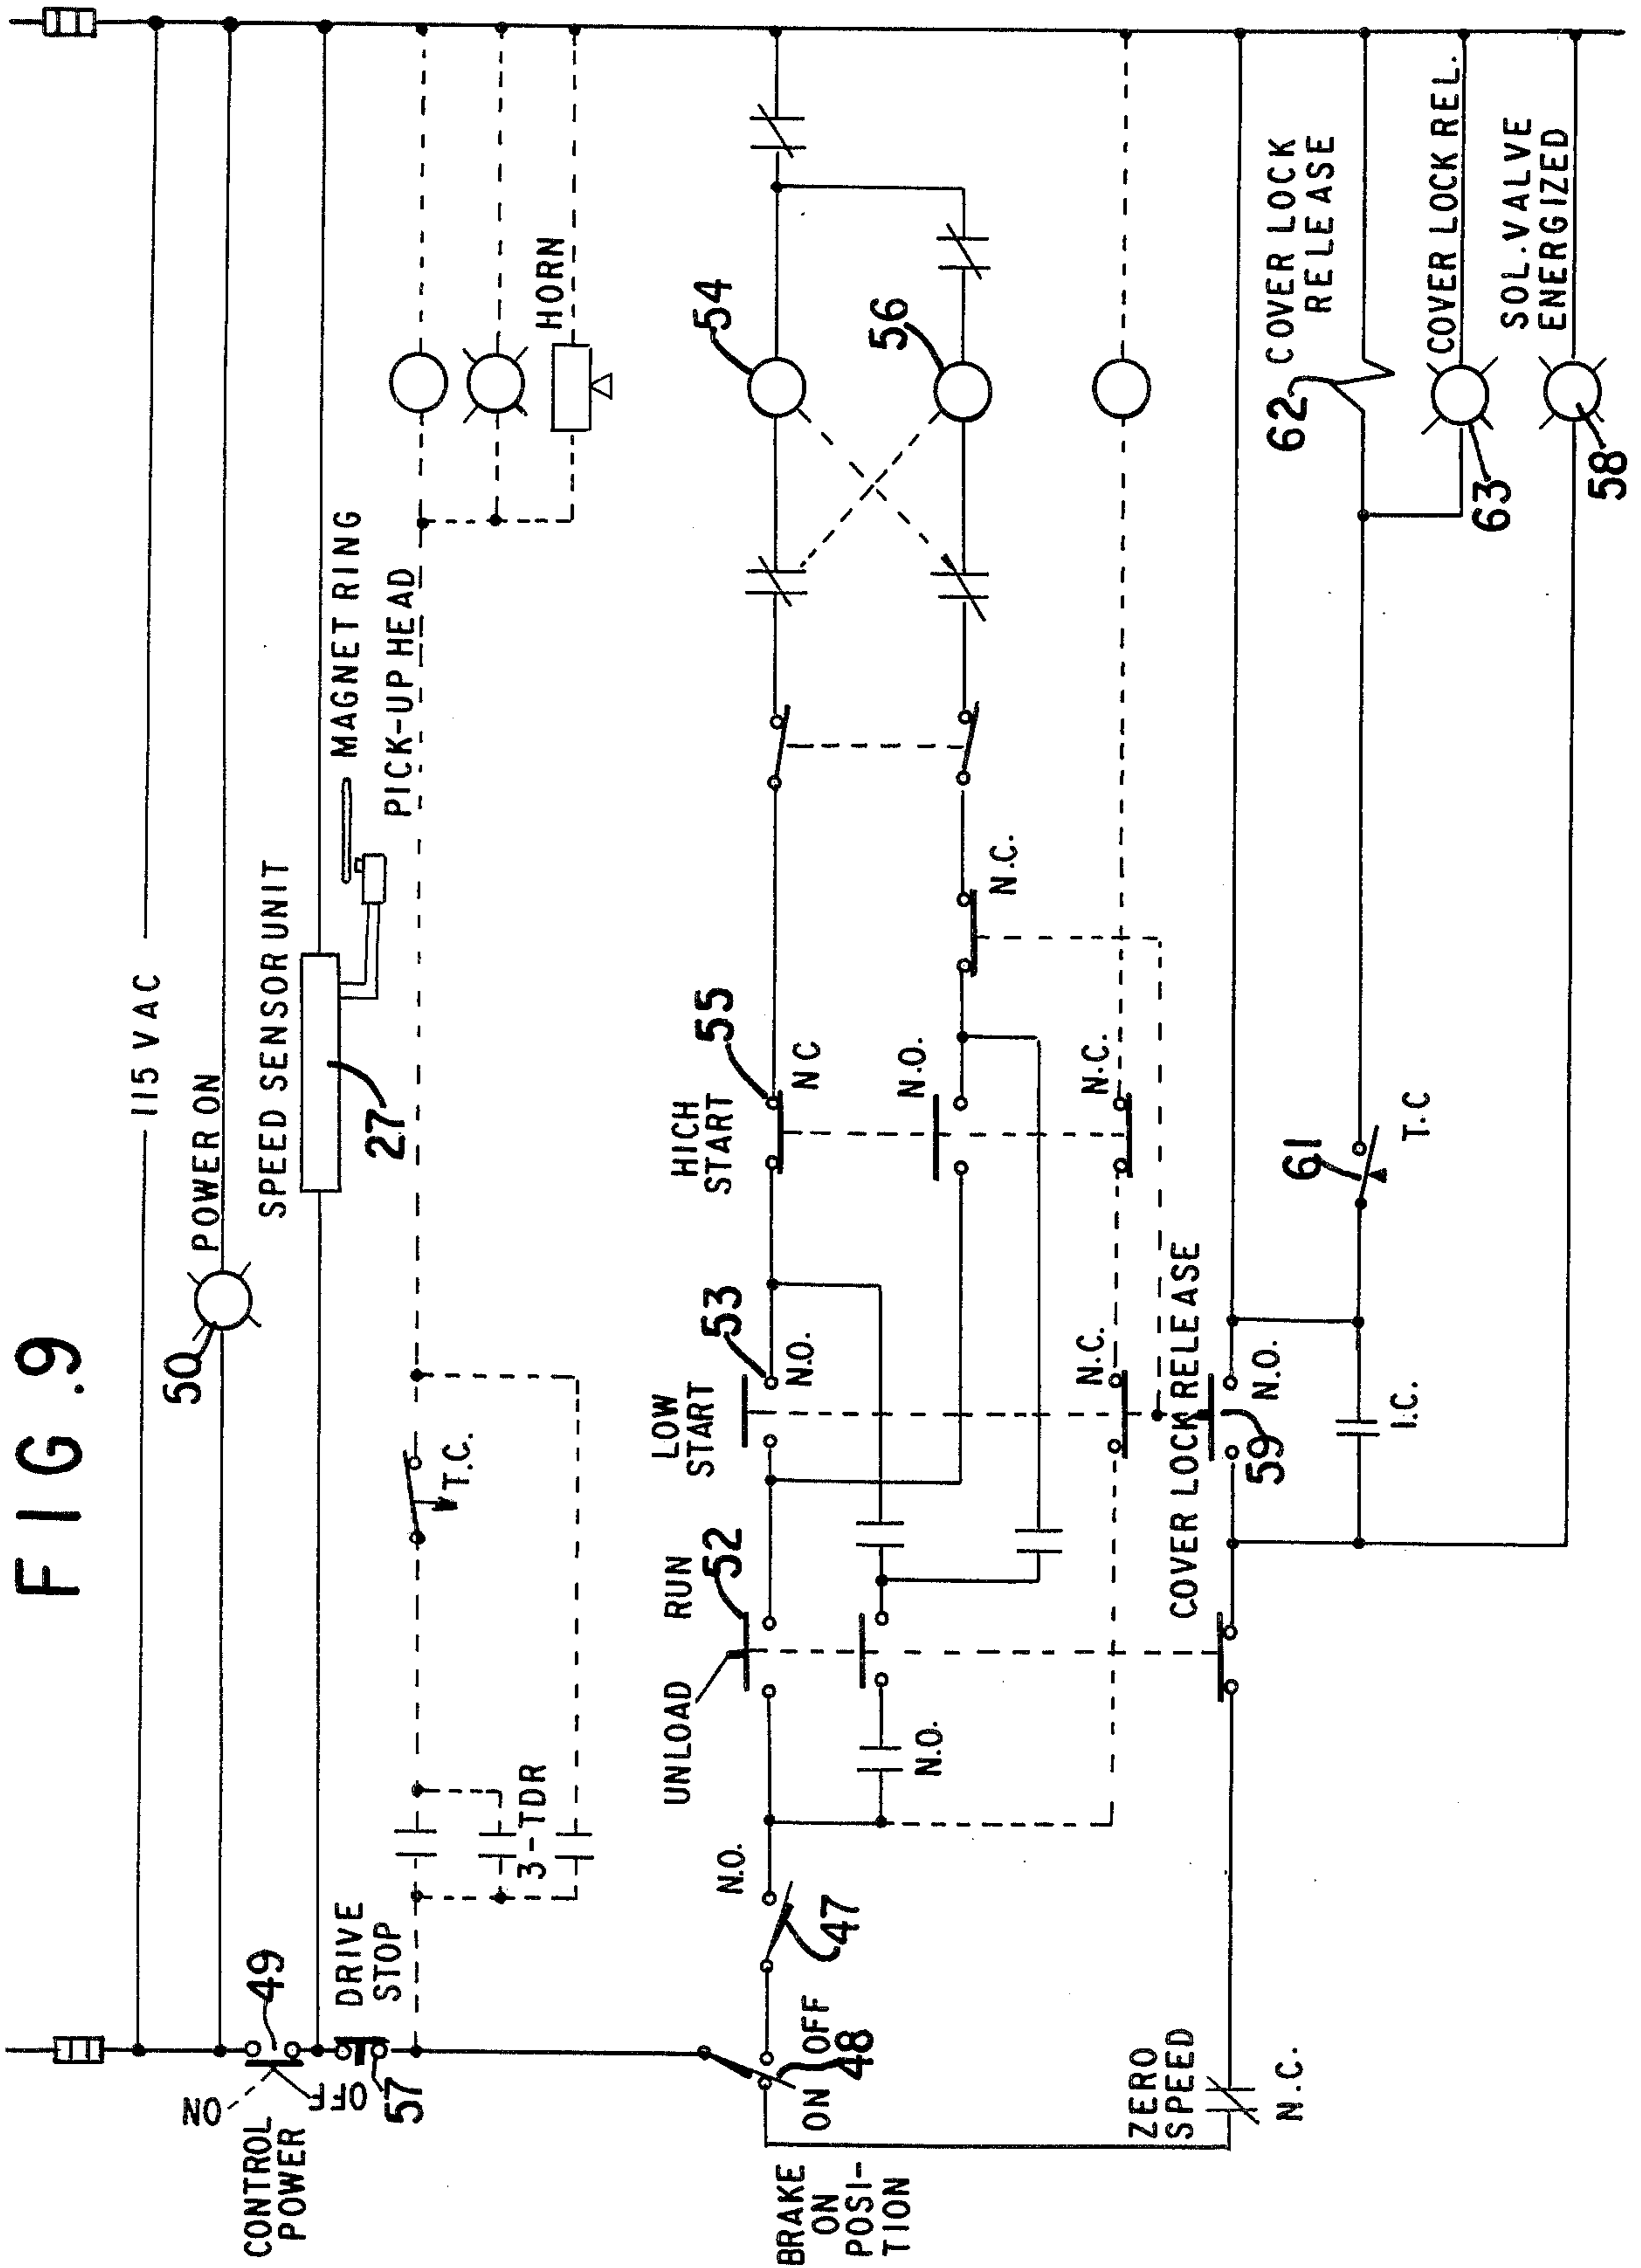 FIG.9
115 VAC
50
POWER ON
SPEED SENSOR UNIT
27
MAGNET RING
PICK-UP HEAD
ON
OFF
49
CONTROL
POWER
57
DRIVE
STOP
3-TDR
T.C.
HORN
UNLOAD
RUN
52
LOW
START
53
N.O.
HICH
START
55
N C
54
N.O.
N.O.
N.O.
N.C.
56
47
OFF
ON
48
BRAKE
ON
POSI-
TION
N.C.
N.C.
COVER LOCK RELEASE
59
N.O.
ZERO
SPEED
N.C.
I.C.
61
T.C
62
COVER LOCK
RELEASE
63
COVER LOCK REL.
58
SOL.VALVE
ENERGIZED